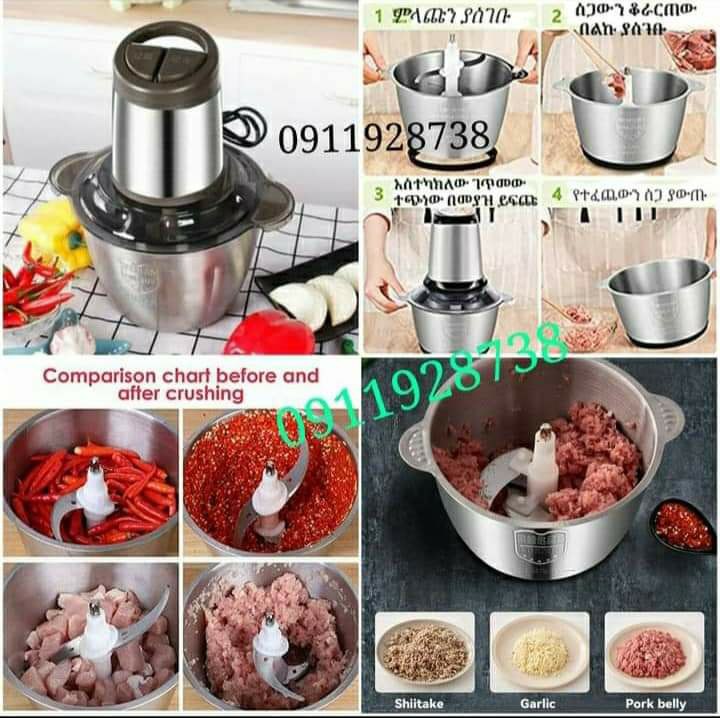 0911928738
1 ምላጩን ያስገቡ
2 ስጋውን ቆራርጠው
በልኩ ያስገቡ
3 አስተካክለው ገጥመው
ተጭነው በመያዝ ይፍጩ
4 የተፈጨውን ስጋ ያውጡ
0911928738
Comparison chart before and
after crushing
Shiitake
Garlic
Pork belly